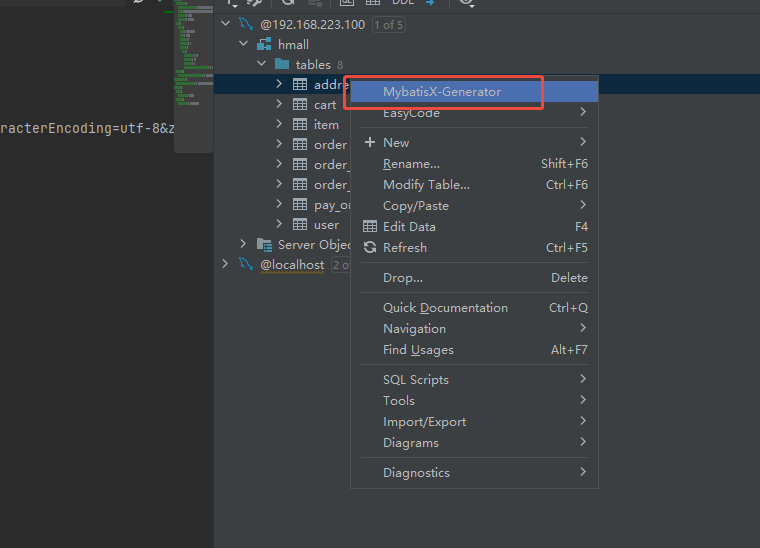 DDL
@192.168.223.100 1 of 5
hmall
tables 8
addre
cart
item
order
order_
order_
pay_or
user
Server Objec
@localhost 2 of
racterEncoding=utf-8&z
MybatisX-Generator
EasyCode
New
Rename... Shift+F6
Modify Table... Ctrl+F6
Copy/Paste
Edit Data F4
Refresh Ctrl+F5
Drop... Delete
Quick Documentation Ctrl+Q
Navigation
Find Usages Alt+F7
SQL Scripts
Tools
Import/Export
Diagrams
Diagnostics